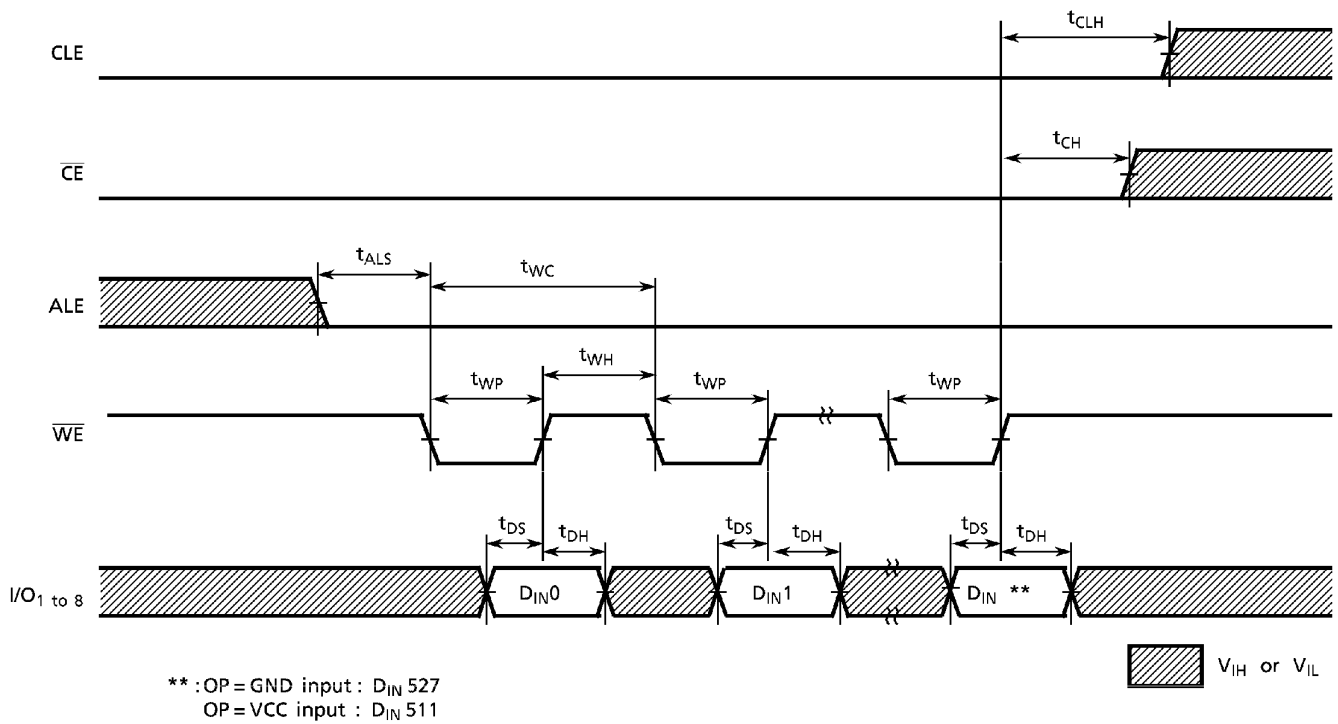 tCLH
CLE
tCH
CE
tALS
tWC
ALE
tWH
tWP
tWP
tWP
WE
tDS
tDH
tDS
tDH
tDS
tDH
I/O1 to 8
DIN0
DIN1
DIN **
VIH or VIL
** : OP = GND input : DIN 527
OP = VCC input : DIN 511